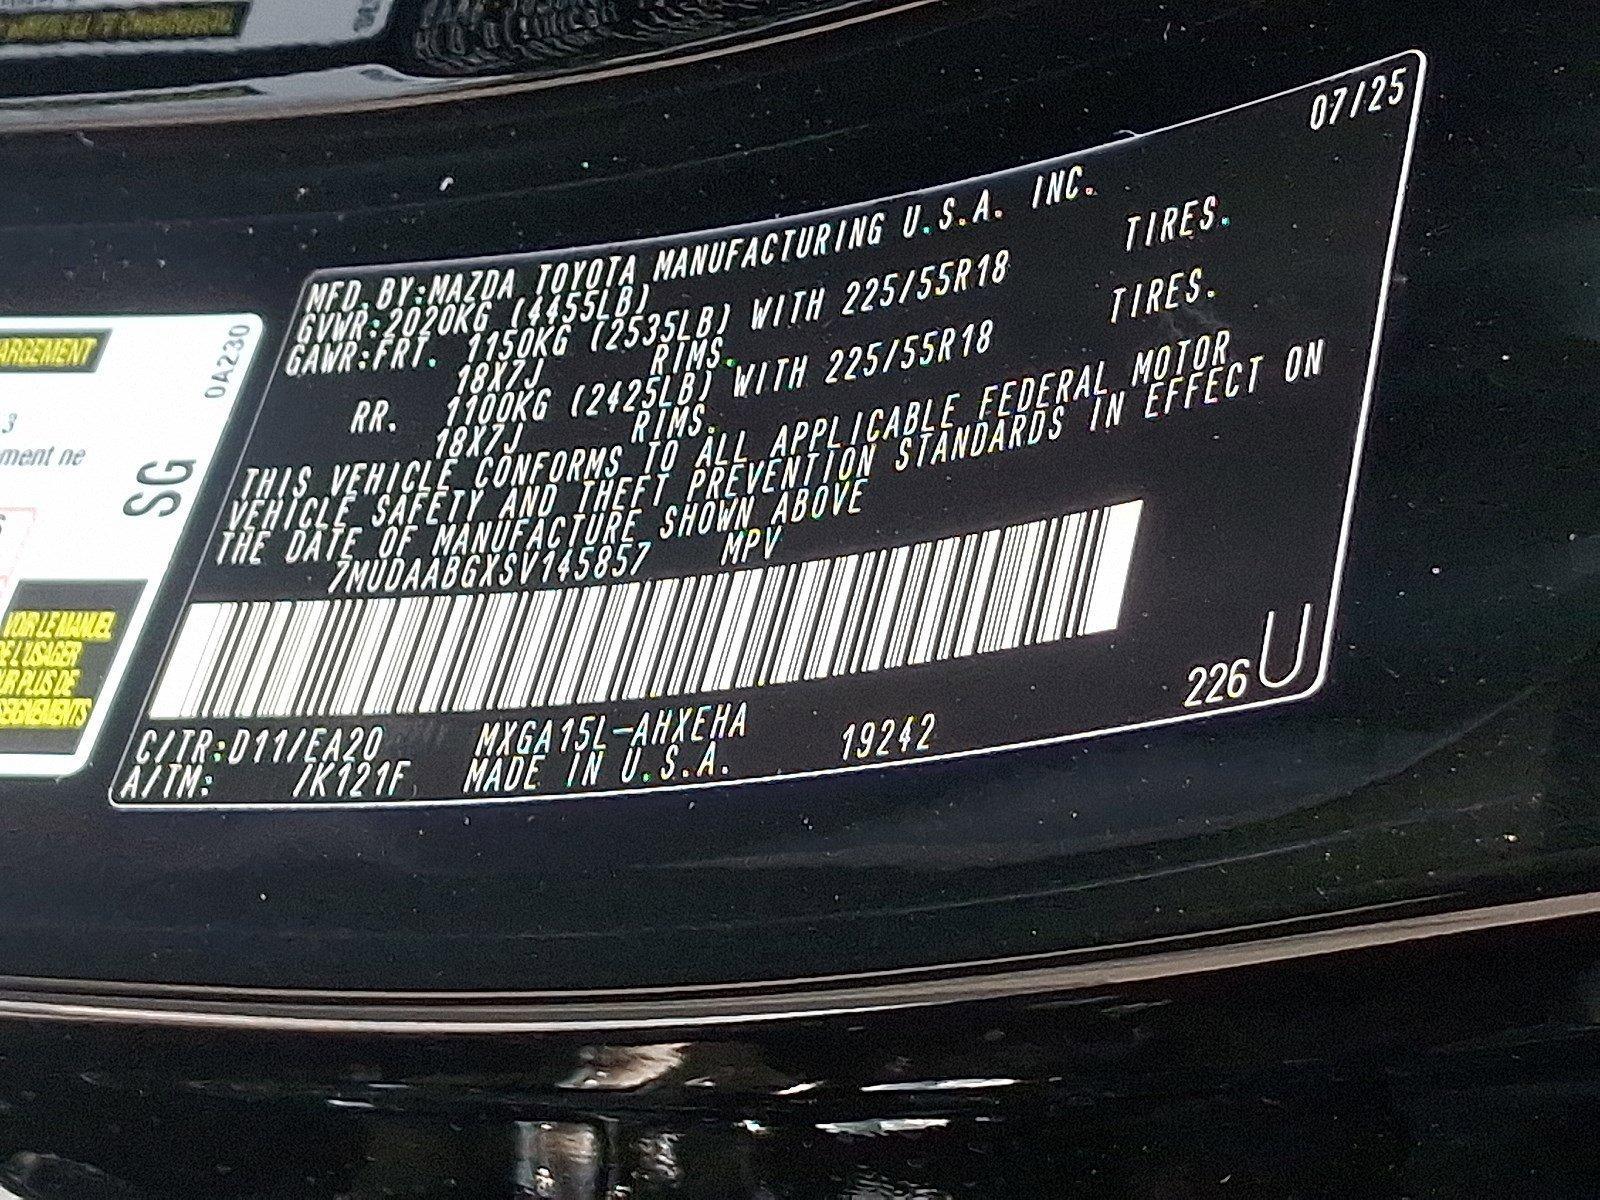 07/25
MFD. BY:MAZDA TOYOTA MANUFACTURING U.S.A. INC.
GVWR:2020KG (4455LB)
GAWR:FRT. 1150KG (2535LB) WITH 225/55R18 TIRES.
18X7J RIMS.
RR. 1100KG (2425LB) WITH 225/55R18 TIRES.
18X7J RIMS.
THIS VEHICLE CONFORMS TO ALL APPLICABLE FEDERAL MOTOR
VEHICLE SAFETY AND THEFT PREVENTION STANDARDS IN EFFECT ON
THE DATE OF MANUFACTURE SHOWN ABOVE
7MUDAABGXSV145857 MPV
226 U
C/TR:D11/EA20 MXGA15L-AHXEHA 19242
A/TM: /K121F MADE IN U.S.A.
ARGEMENT
0A230
3
ment ne
SG
VOIR LE MANUEL
DE L'USAGER
UR PLUS DE
SEIGNEMENTS